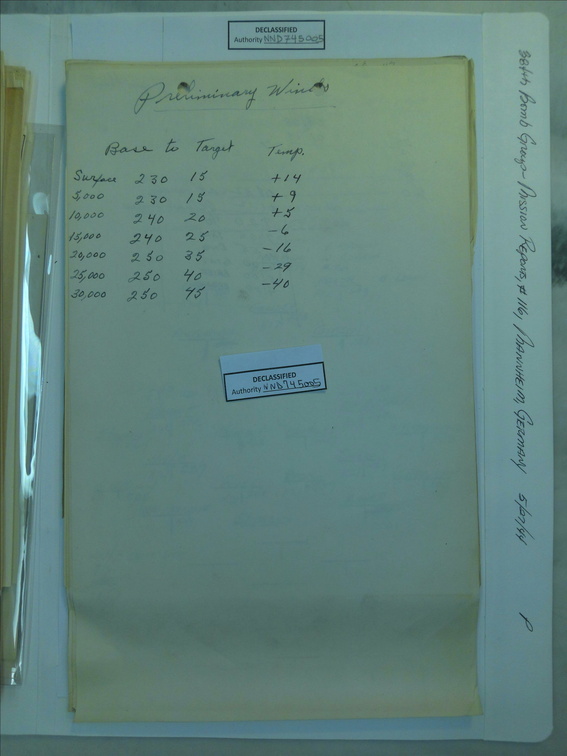 DECLASSIFIED
Authority NND745005
Preliminary Winds
Base to Target Temp.
Surface 230 15 +14
5,000 230 15 +9
10,000 240 20 +5
15,000 240 25 -6
20,000 250 35 -16
25,000 250 40 -29
30,000 250 45 -40
DECLASSIFIED
Authority NND745005
384th Bomb Group - Mission Reports, #116, Mannheim, Germany 5/27/44 P